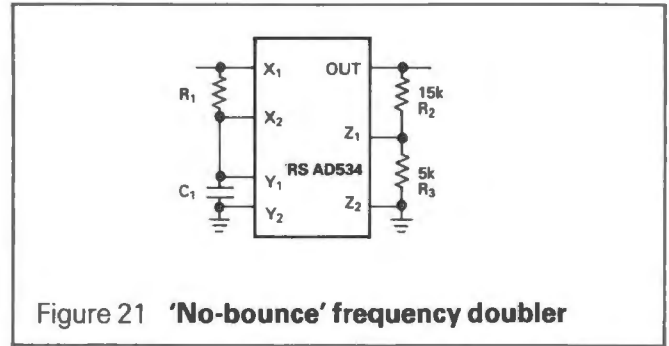 X₁
OUT
R₁
15k
R₂
X₂
Z₁
RS AD534
Y₁
5k
R₃
C₁
Y₂
Z₂
Figure 21 'No-bounce' frequency doubler